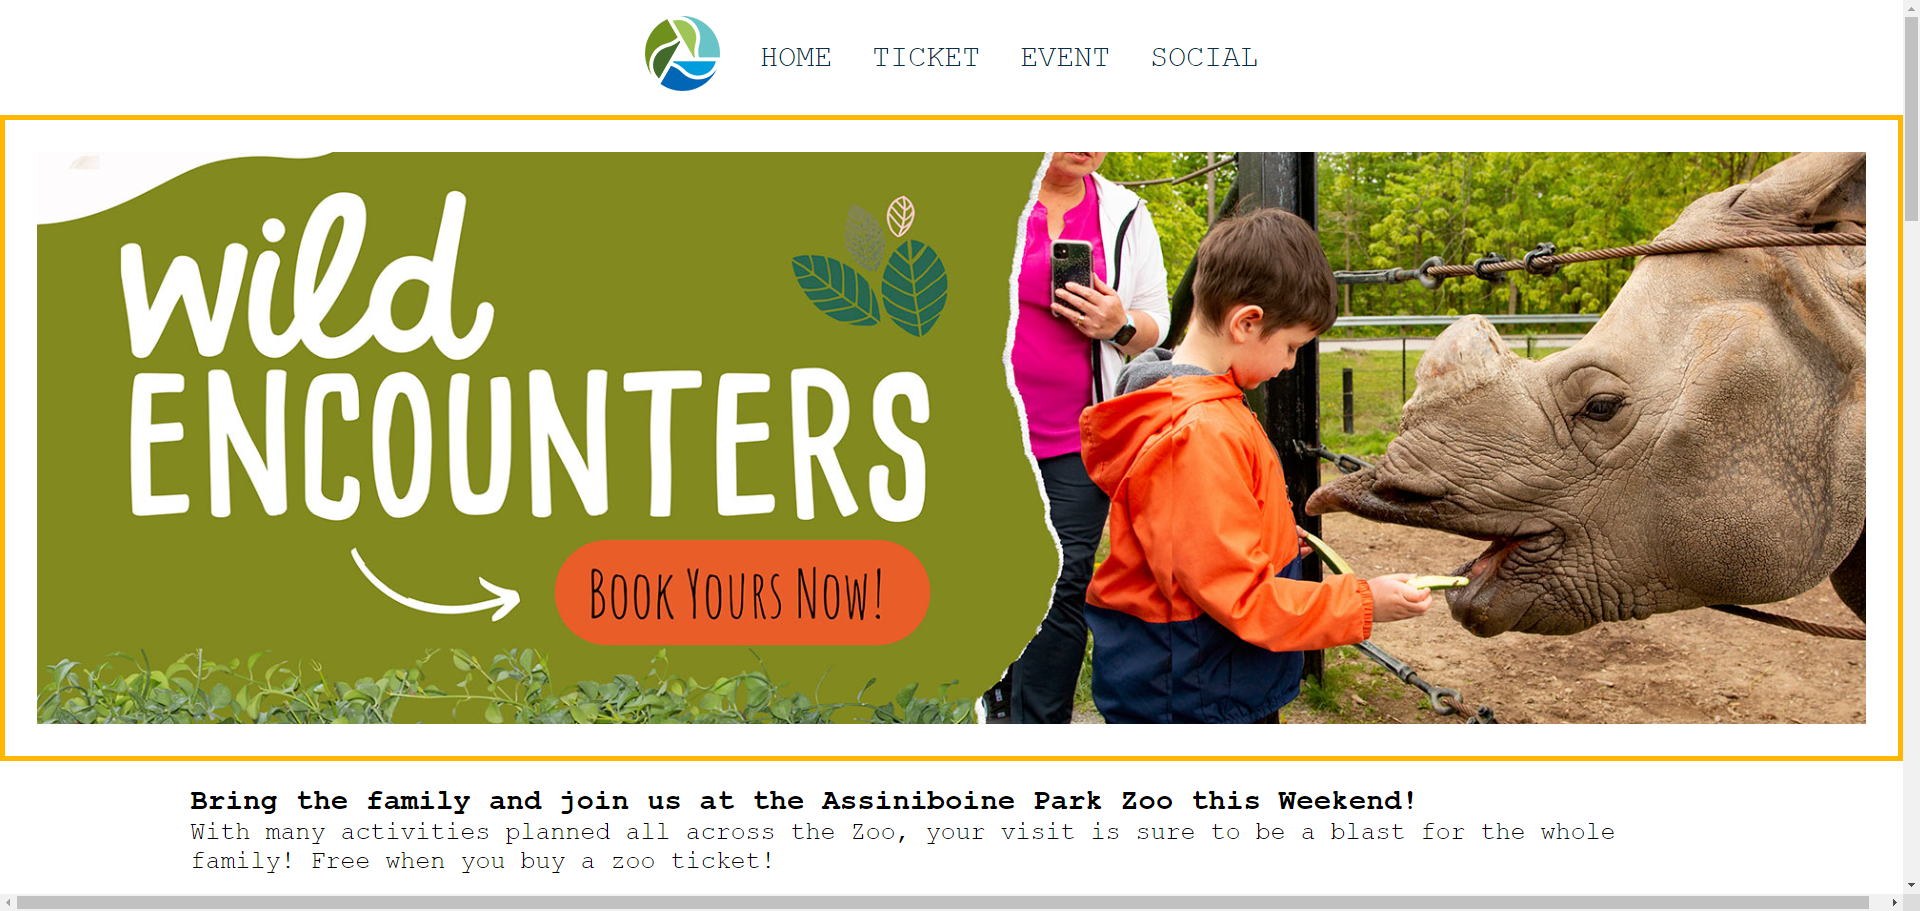 HOME TICKET EVENT SOCIAL
wild
ENCOUNTERS
BOOK YOURS NOW!
Bring the family and join us at the Assiniboine Park Zoo this Weekend!
With many activities planned all across the Zoo, your visit is sure to be a blast for the whole
family! Free when you buy a zoo ticket!